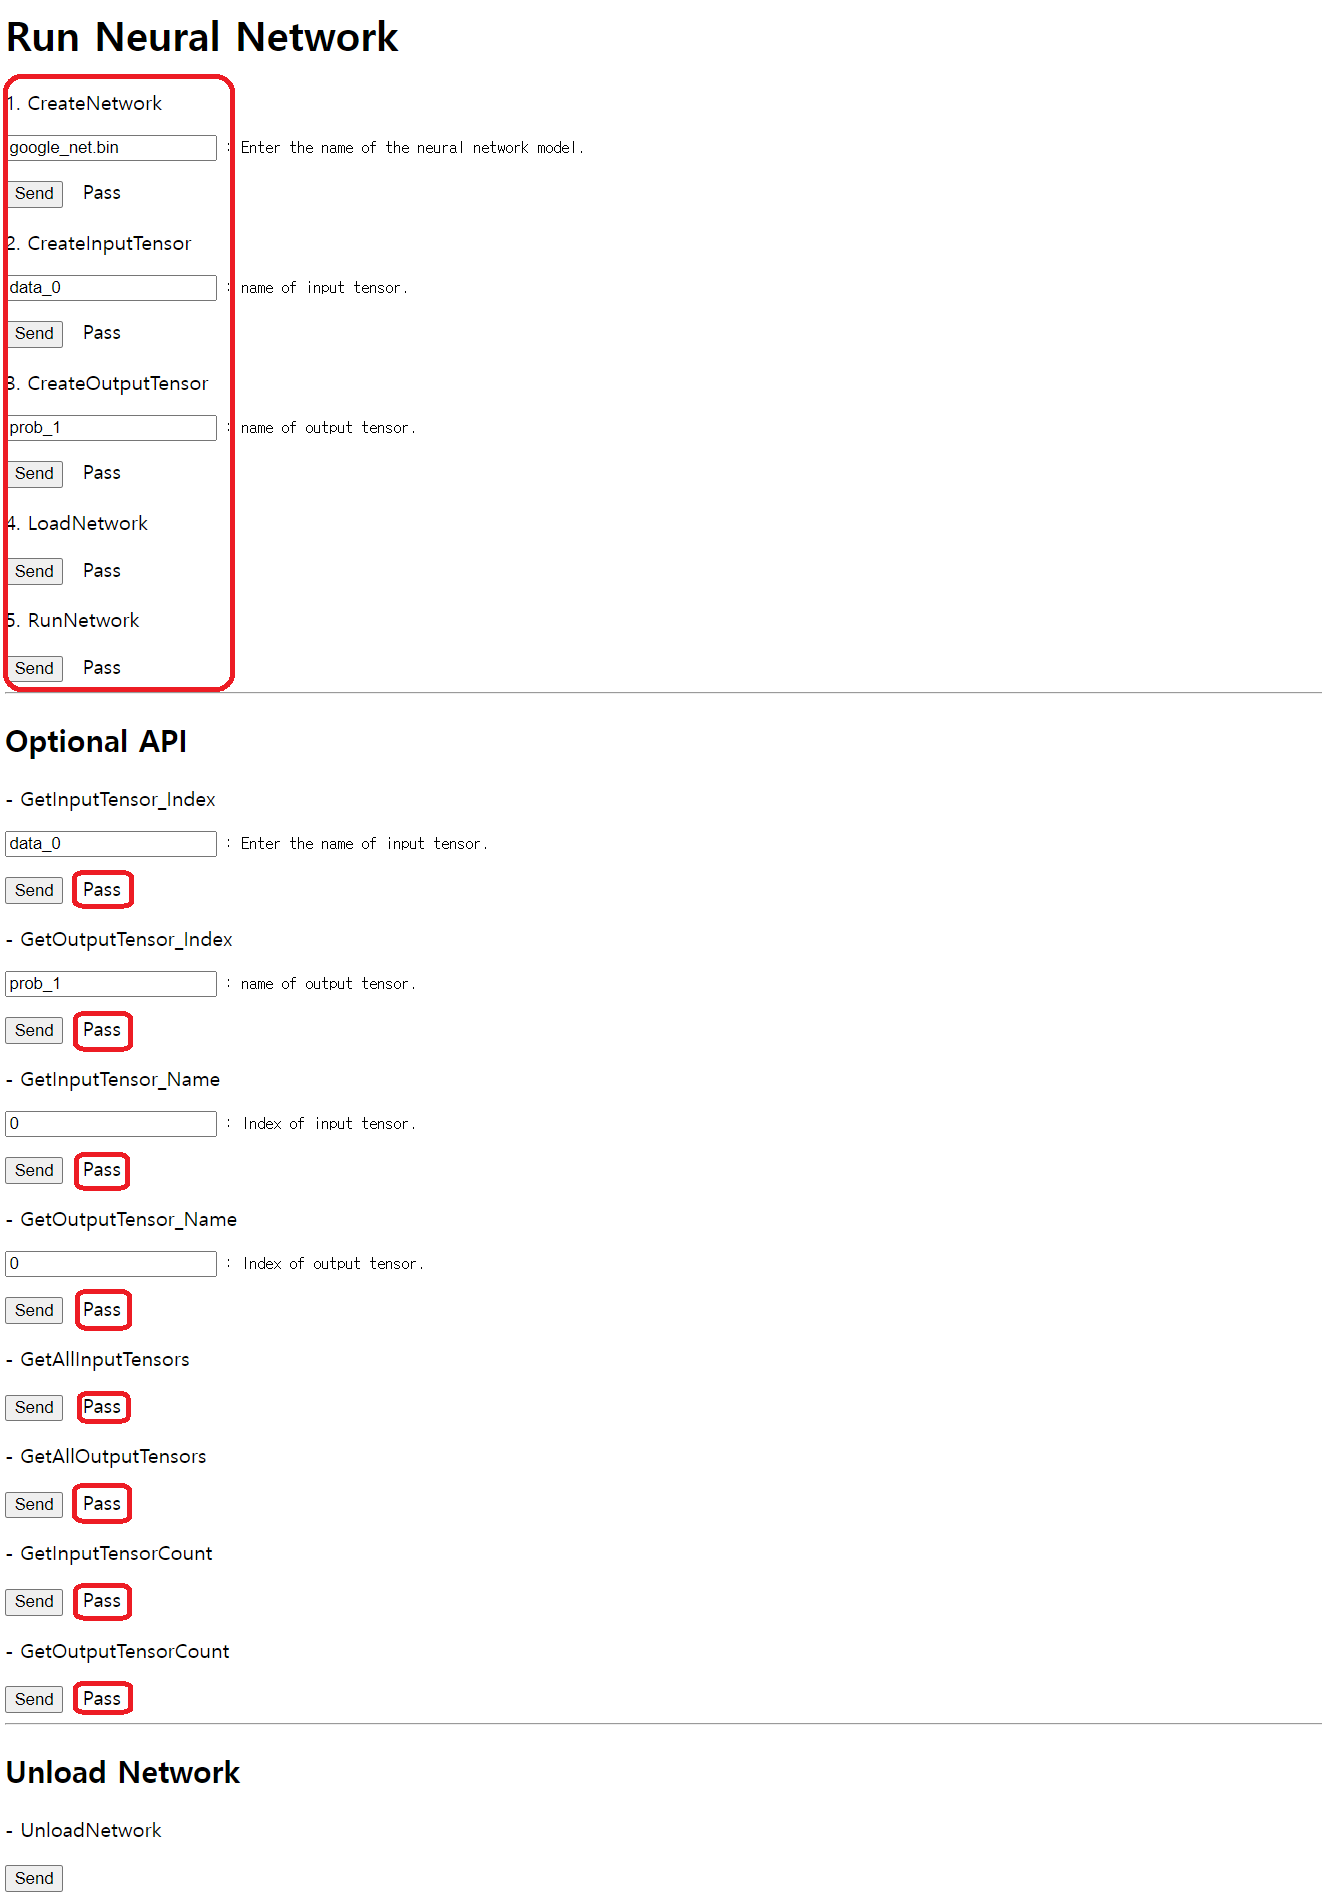 Run Neural Network
1. CreateNetwork
google_net.bin : Enter the name of the neural network model.
Send Pass
2. CreateInputTensor
data_0 : name of input tensor.
Send Pass
3. CreateOutputTensor
prob_1 : name of output tensor.
Send Pass
4. LoadNetwork
Send Pass
5. RunNetwork
Send Pass
Optional API
- GetInputTensor_Index
data_0 : Enter the name of input tensor.
Send Pass
- GetOutputTensor_Index
prob_1 : name of output tensor.
Send Pass
- GetInputTensor_Name
0 : Index of input tensor.
Send Pass
- GetOutputTensor_Name
0 : Index of output tensor.
Send Pass
- GetAllInputTensors
Send Pass
- GetAllOutputTensors
Send Pass
- GetInputTensorCount
Send Pass
- GetOutputTensorCount
Send Pass
Unload Network
- UnloadNetwork
Send